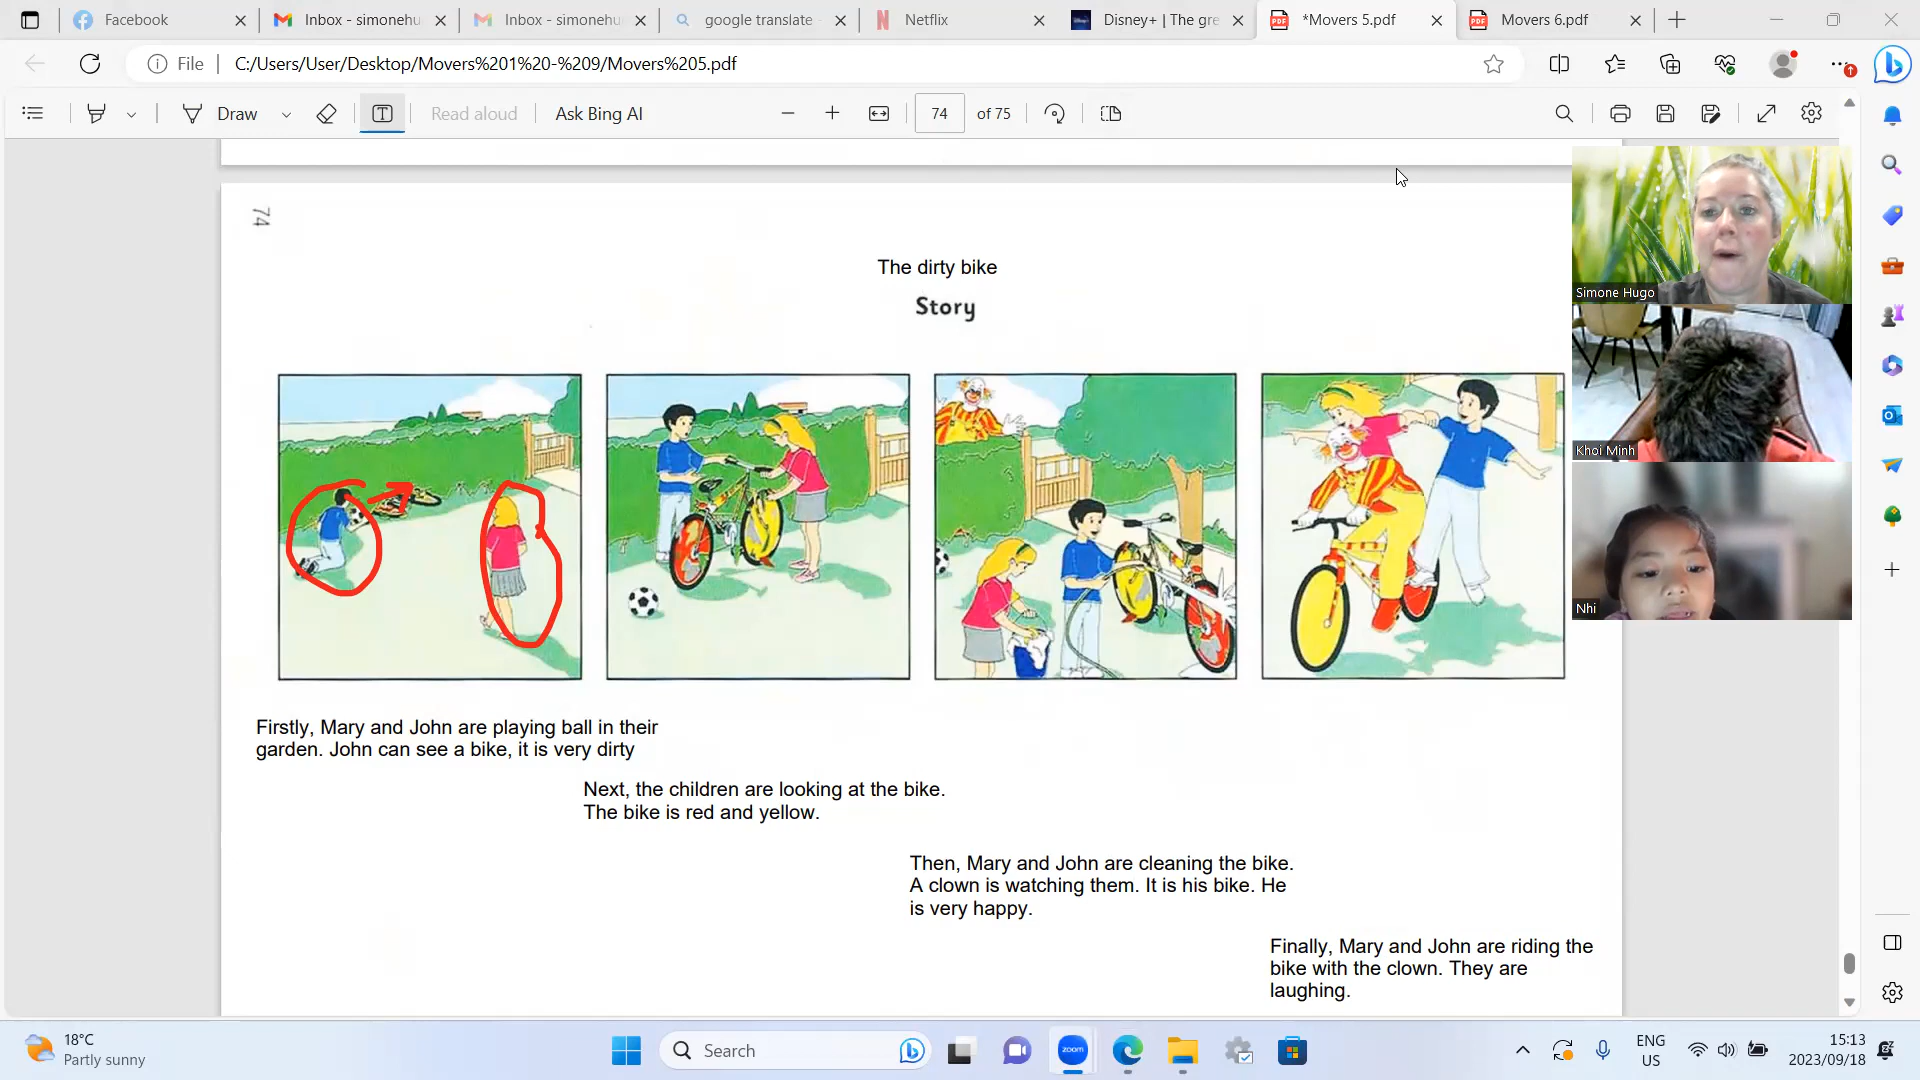 Facebook
Inbox - simonehu
Inbox - simonehu
google translate
Netflix
Disney+ | The gre
*Movers 5.pdf
Movers 6.pdf
File
C:/Users/User/Desktop/Movers%201%20-%209/Movers%205.pdf
Draw
Read aloud
Ask Bing AI
74
of 75
74
The dirty bike
Story
Simone Hugo
Khoi Minh
Nhi
Firstly, Mary and John are playing ball in their
garden. John can see a bike, it is very dirty
Next, the children are looking at the bike.
The bike is red and yellow.
Then, Mary and John are cleaning the bike.
A clown is watching them. It is his bike. He
is very happy.
Finally, Mary and John are riding the
bike with the clown. They are
laughing.
18°C
Partly sunny
Search
zoom
ENG
US
15:13
2023/09/18